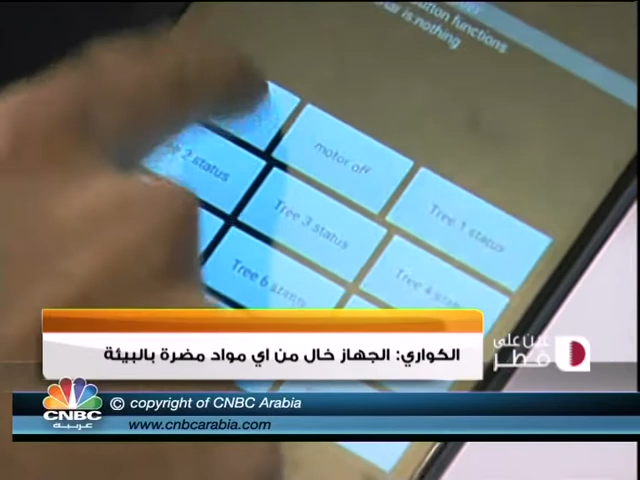 button functions
is nothing
motor off
Tree 1 status
2 status
Tree 3 status
Tree 4 status
Tree 6 status
عين على
قطر
الكواري: الجهاز خال من اي مواد مضرة بالبيئة
CNBC
عربية
© copyright of CNBC Arabia
www.cnbcarabia.com